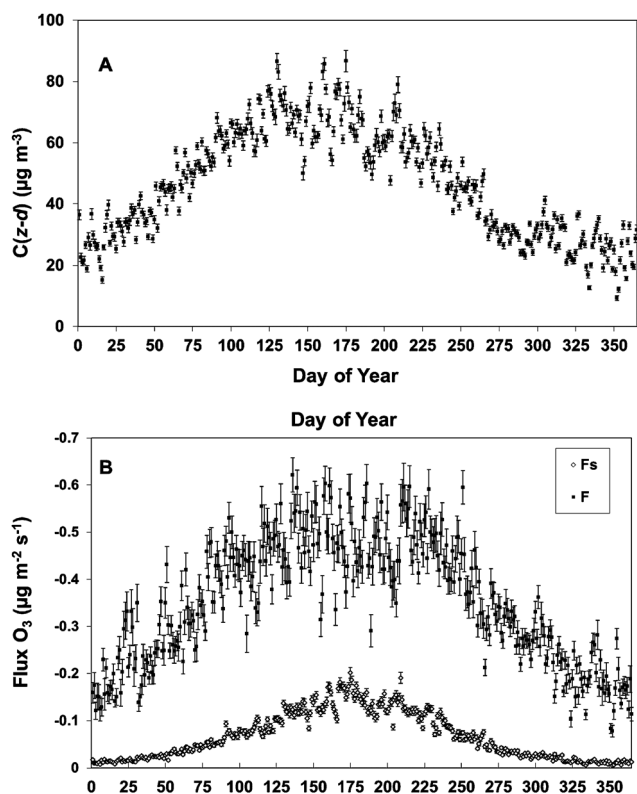 100
A
80
60
40
20
0
C(z-d) (µg m-3)
0 25 50 75 100 125 150 175 200 225 250 275 300 325 350
Day of Year
Day of Year
-0.7
B
Fs
F
-0.6
-0.5
-0.4
-0.3
-0.2
-0.1
0
Flux O3 (µg m-2 s-1)
0 25 50 75 100 125 150 175 200 225 250 275 300 325 350